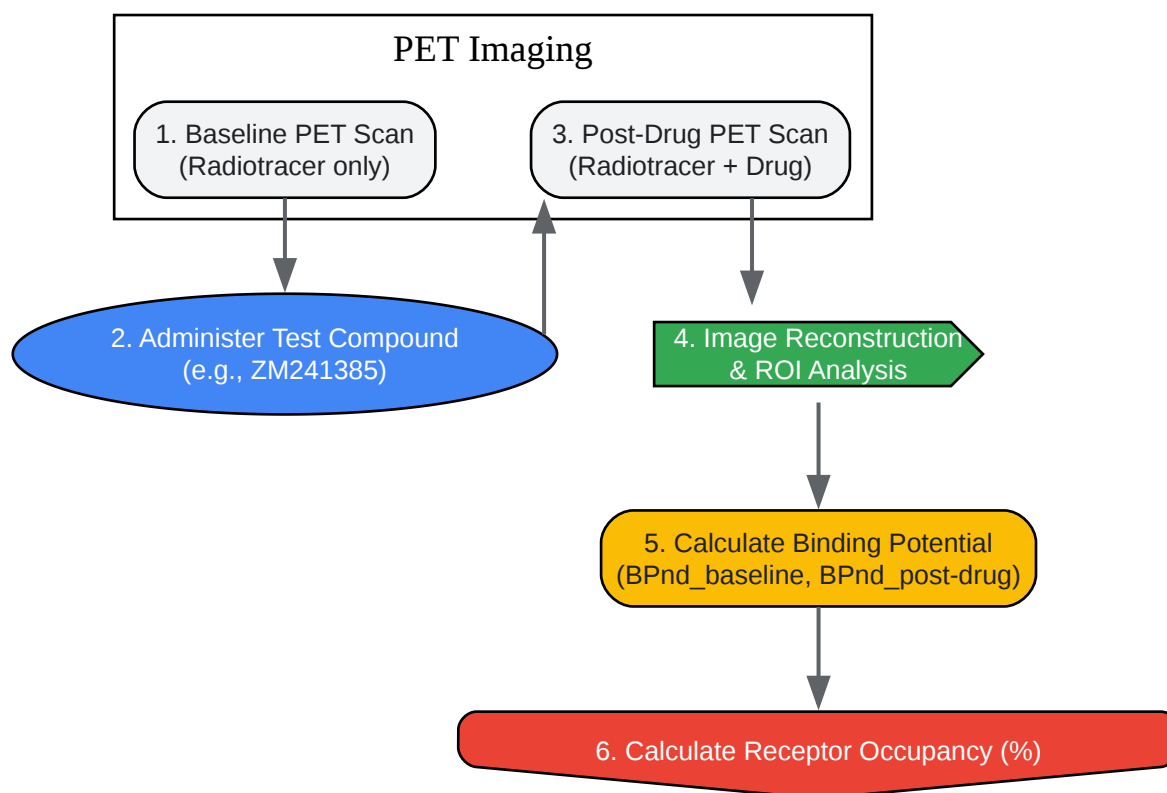 PET Imaging
1. Baseline PET Scan
(Radiotracer only)
3. Post-Drug PET Scan
(Radiotracer + Drug)
2. Administer Test Compound
(e.g., ZM241385)
4. Image Reconstruction
& ROI Analysis
5. Calculate Binding Potential
(BPnd_baseline, BPnd_post-drug)
6. Calculate Receptor Occupancy (%)